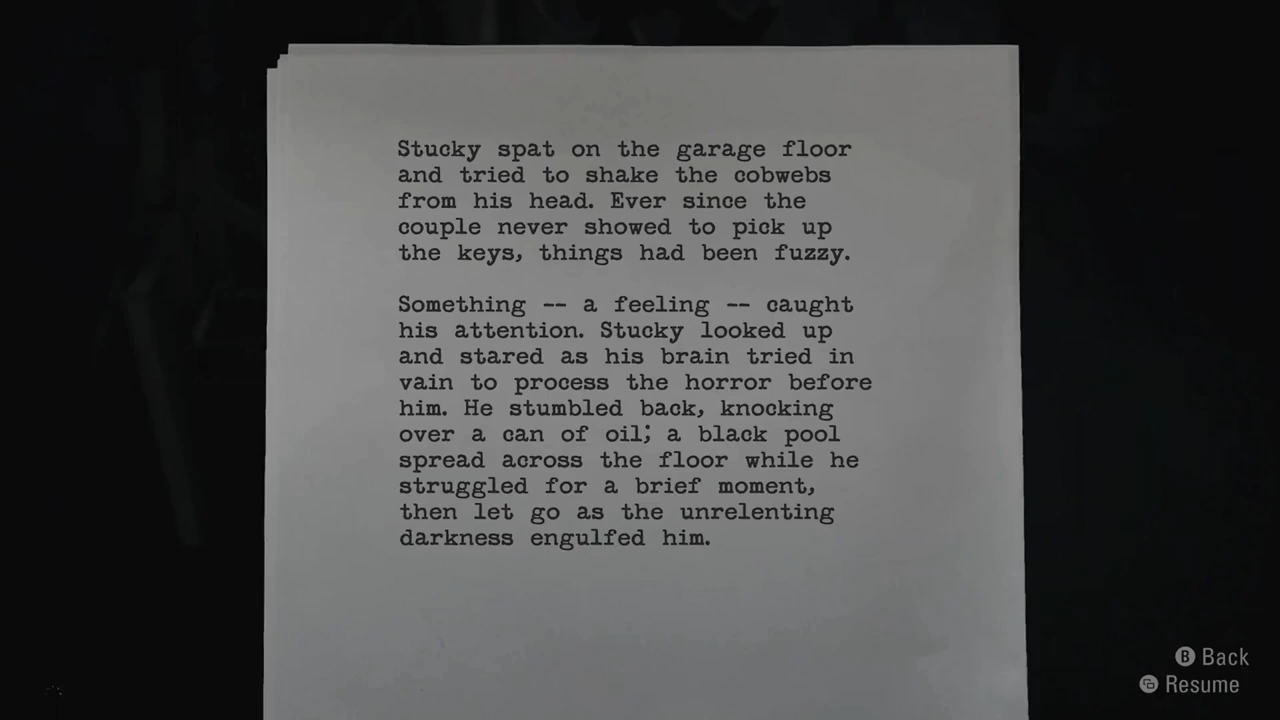 Stucky spat on the garage floor
and tried to shake the cobwebs
from his head. Ever since the
couple never showed to pick up
the keys, things had been fuzzy.
Something -- a feeling -- caught
his attention. Stucky looked up
and stared as his brain tried in
vain to process the horror before
him. He stumbled back, knocking
over a can of oil; a black pool
spread across the floor while he
struggled for a brief moment,
then let go as the unrelenting
darkness engulfed him.
B Back
Resume